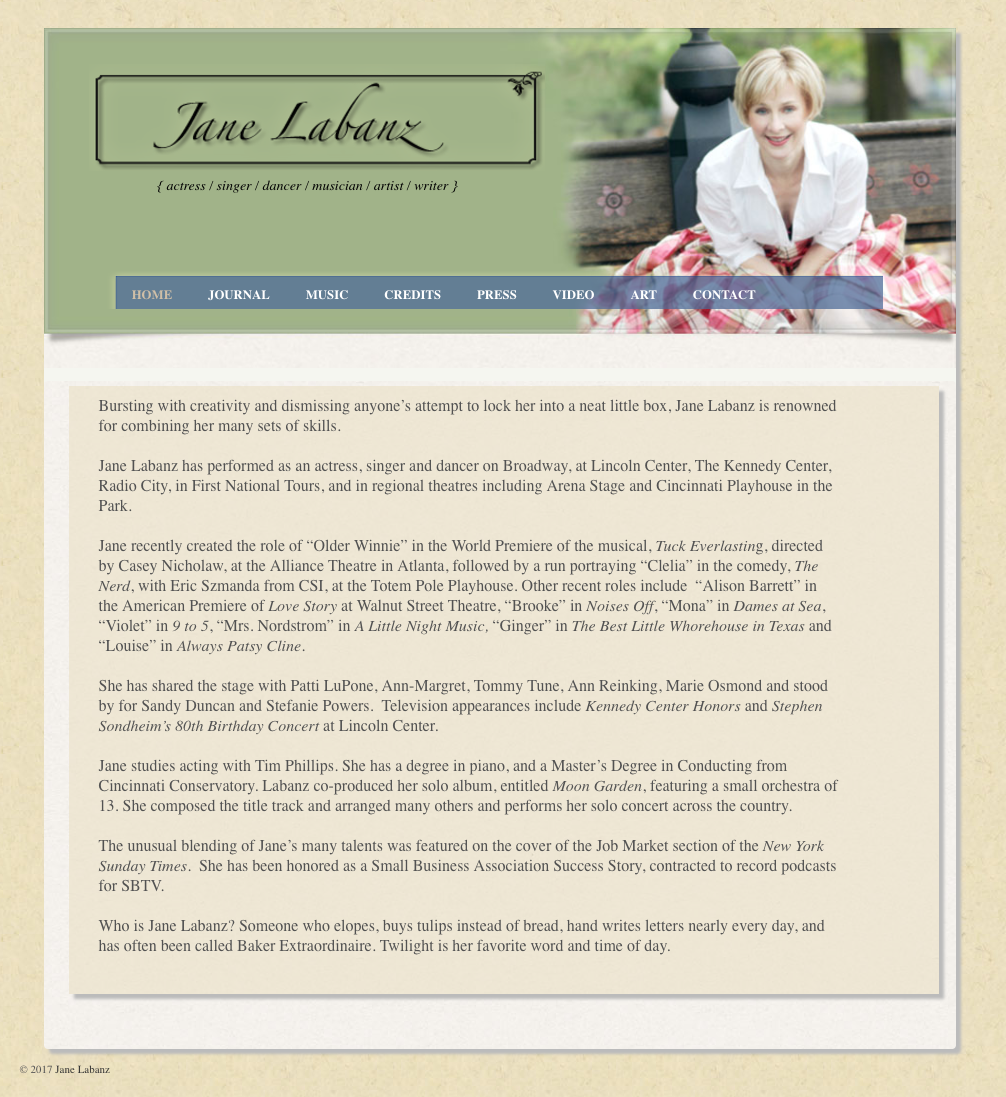 Jane Labanz
{ actress / singer / dancer / musician / artist / writer }
HOME JOURNAL MUSIC CREDITS PRESS VIDEO ART CONTACT
Bursting with creativity and dismissing anyone’s attempt to lock her into a neat little box, Jane Labanz is renowned
for combining her many sets of skills.
Jane Labanz has performed as an actress, singer and dancer on Broadway, at Lincoln Center, The Kennedy Center,
Radio City, in First National Tours, and in regional theatres including Arena Stage and Cincinnati Playhouse in the
Park.
Jane recently created the role of “Older Winnie” in the World Premiere of the musical, Tuck Everlasting, directed
by Casey Nicholaw, at the Alliance Theatre in Atlanta, followed by a run portraying “Clelia” in the comedy, The
Nerd, with Eric Szmanda from CSI, at the Totem Pole Playhouse. Other recent roles include “Alison Barrett” in
the American Premiere of Love Story at Walnut Street Theatre, “Brooke” in Noises Off, “Mona” in Dames at Sea,
“Violet” in 9 to 5, “Mrs. Nordstrom” in A Little Night Music, “Ginger” in The Best Little Whorehouse in Texas and
“Louise” in Always Patsy Cline.
She has shared the stage with Patti LuPone, Ann-Margret, Tommy Tune, Ann Reinking, Marie Osmond and stood
by for Sandy Duncan and Stefanie Powers. Television appearances include Kennedy Center Honors and Stephen
Sondheim’s 80th Birthday Concert at Lincoln Center.
Jane studies acting with Tim Phillips. She has a degree in piano, and a Master’s Degree in Conducting from
Cincinnati Conservatory. Labanz co-produced her solo album, entitled Moon Garden, featuring a small orchestra of
13. She composed the title track and arranged many others and performs her solo concert across the country.
The unusual blending of Jane’s many talents was featured on the cover of the Job Market section of the New York
Sunday Times. She has been honored as a Small Business Association Success Story, contracted to record podcasts
for SBTV.
Who is Jane Labanz? Someone who elopes, buys tulips instead of bread, hand writes letters nearly every day, and
has often been called Baker Extraordinaire. Twilight is her favorite word and time of day.
© 2017 Jane Labanz